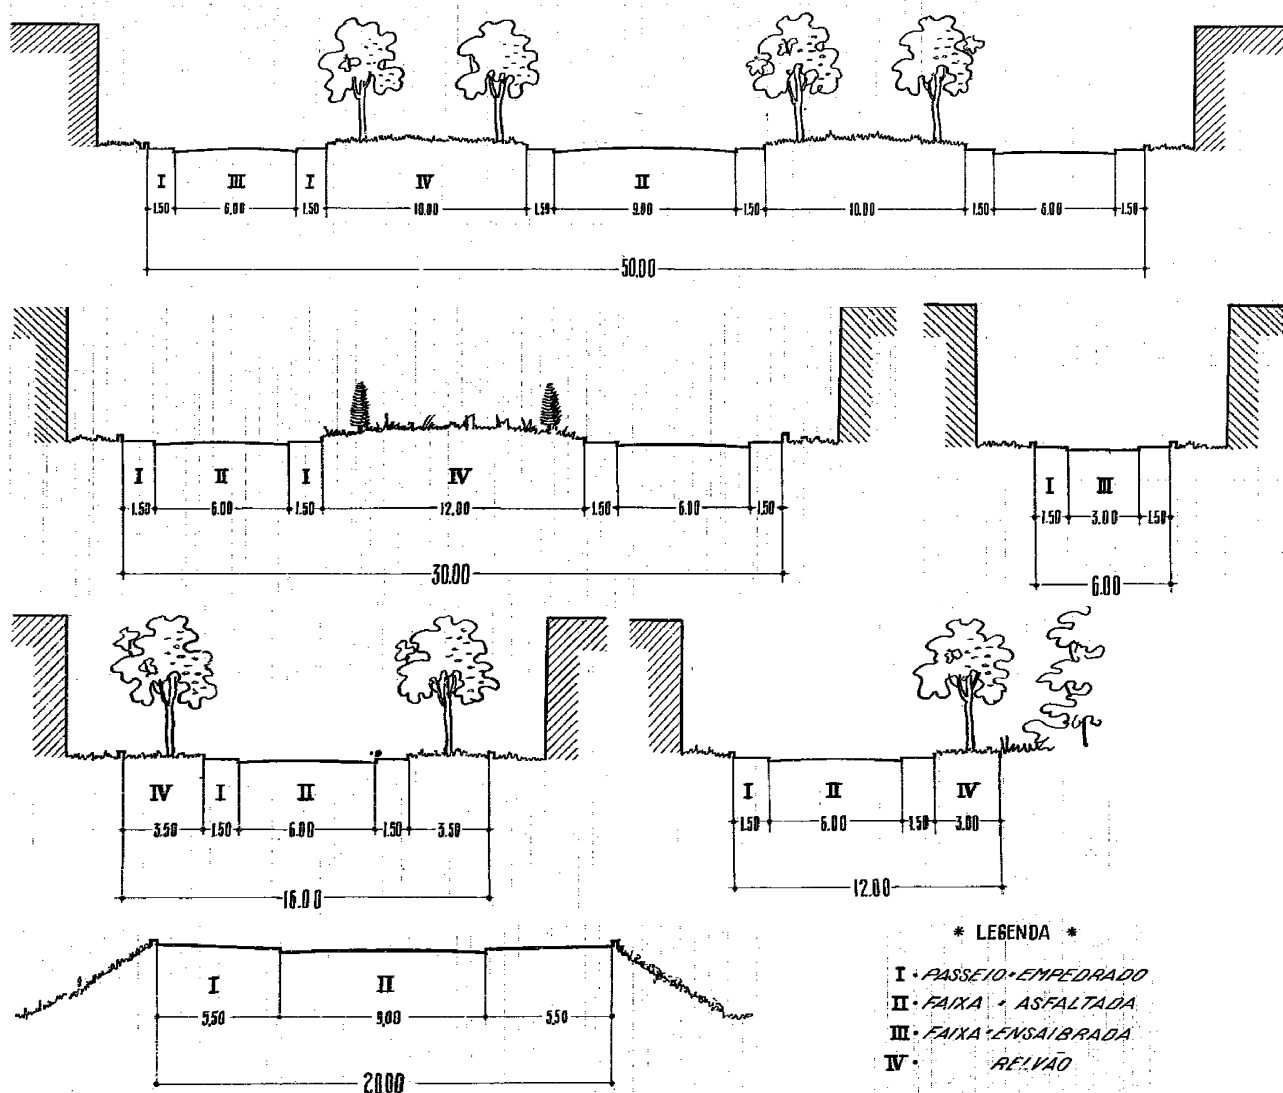 I III I IV II
1.50 6.00 1.50 10.00 1.50 9.00 1.50 10.00 1.50 6.00 1.50
50.00
I II I IV
1.50 6.00 1.50 12.00 1.50 6.00 1.50
30.00
I III
1.50 3.00 1.50
6.00
IV I II
3.50 1.50 6.00 1.50 3.50
16.00
I II IV
1.50 6.00 1.50 3.00
12.00
I II
5,50 9,00 5,50
20.00
* LEGENDA *
I • PASSEIO • EMPEDRADO
II • FAIXA • ASFALTADA
III • FAIXA • ENSAIBRADA
IV • RELVÃO